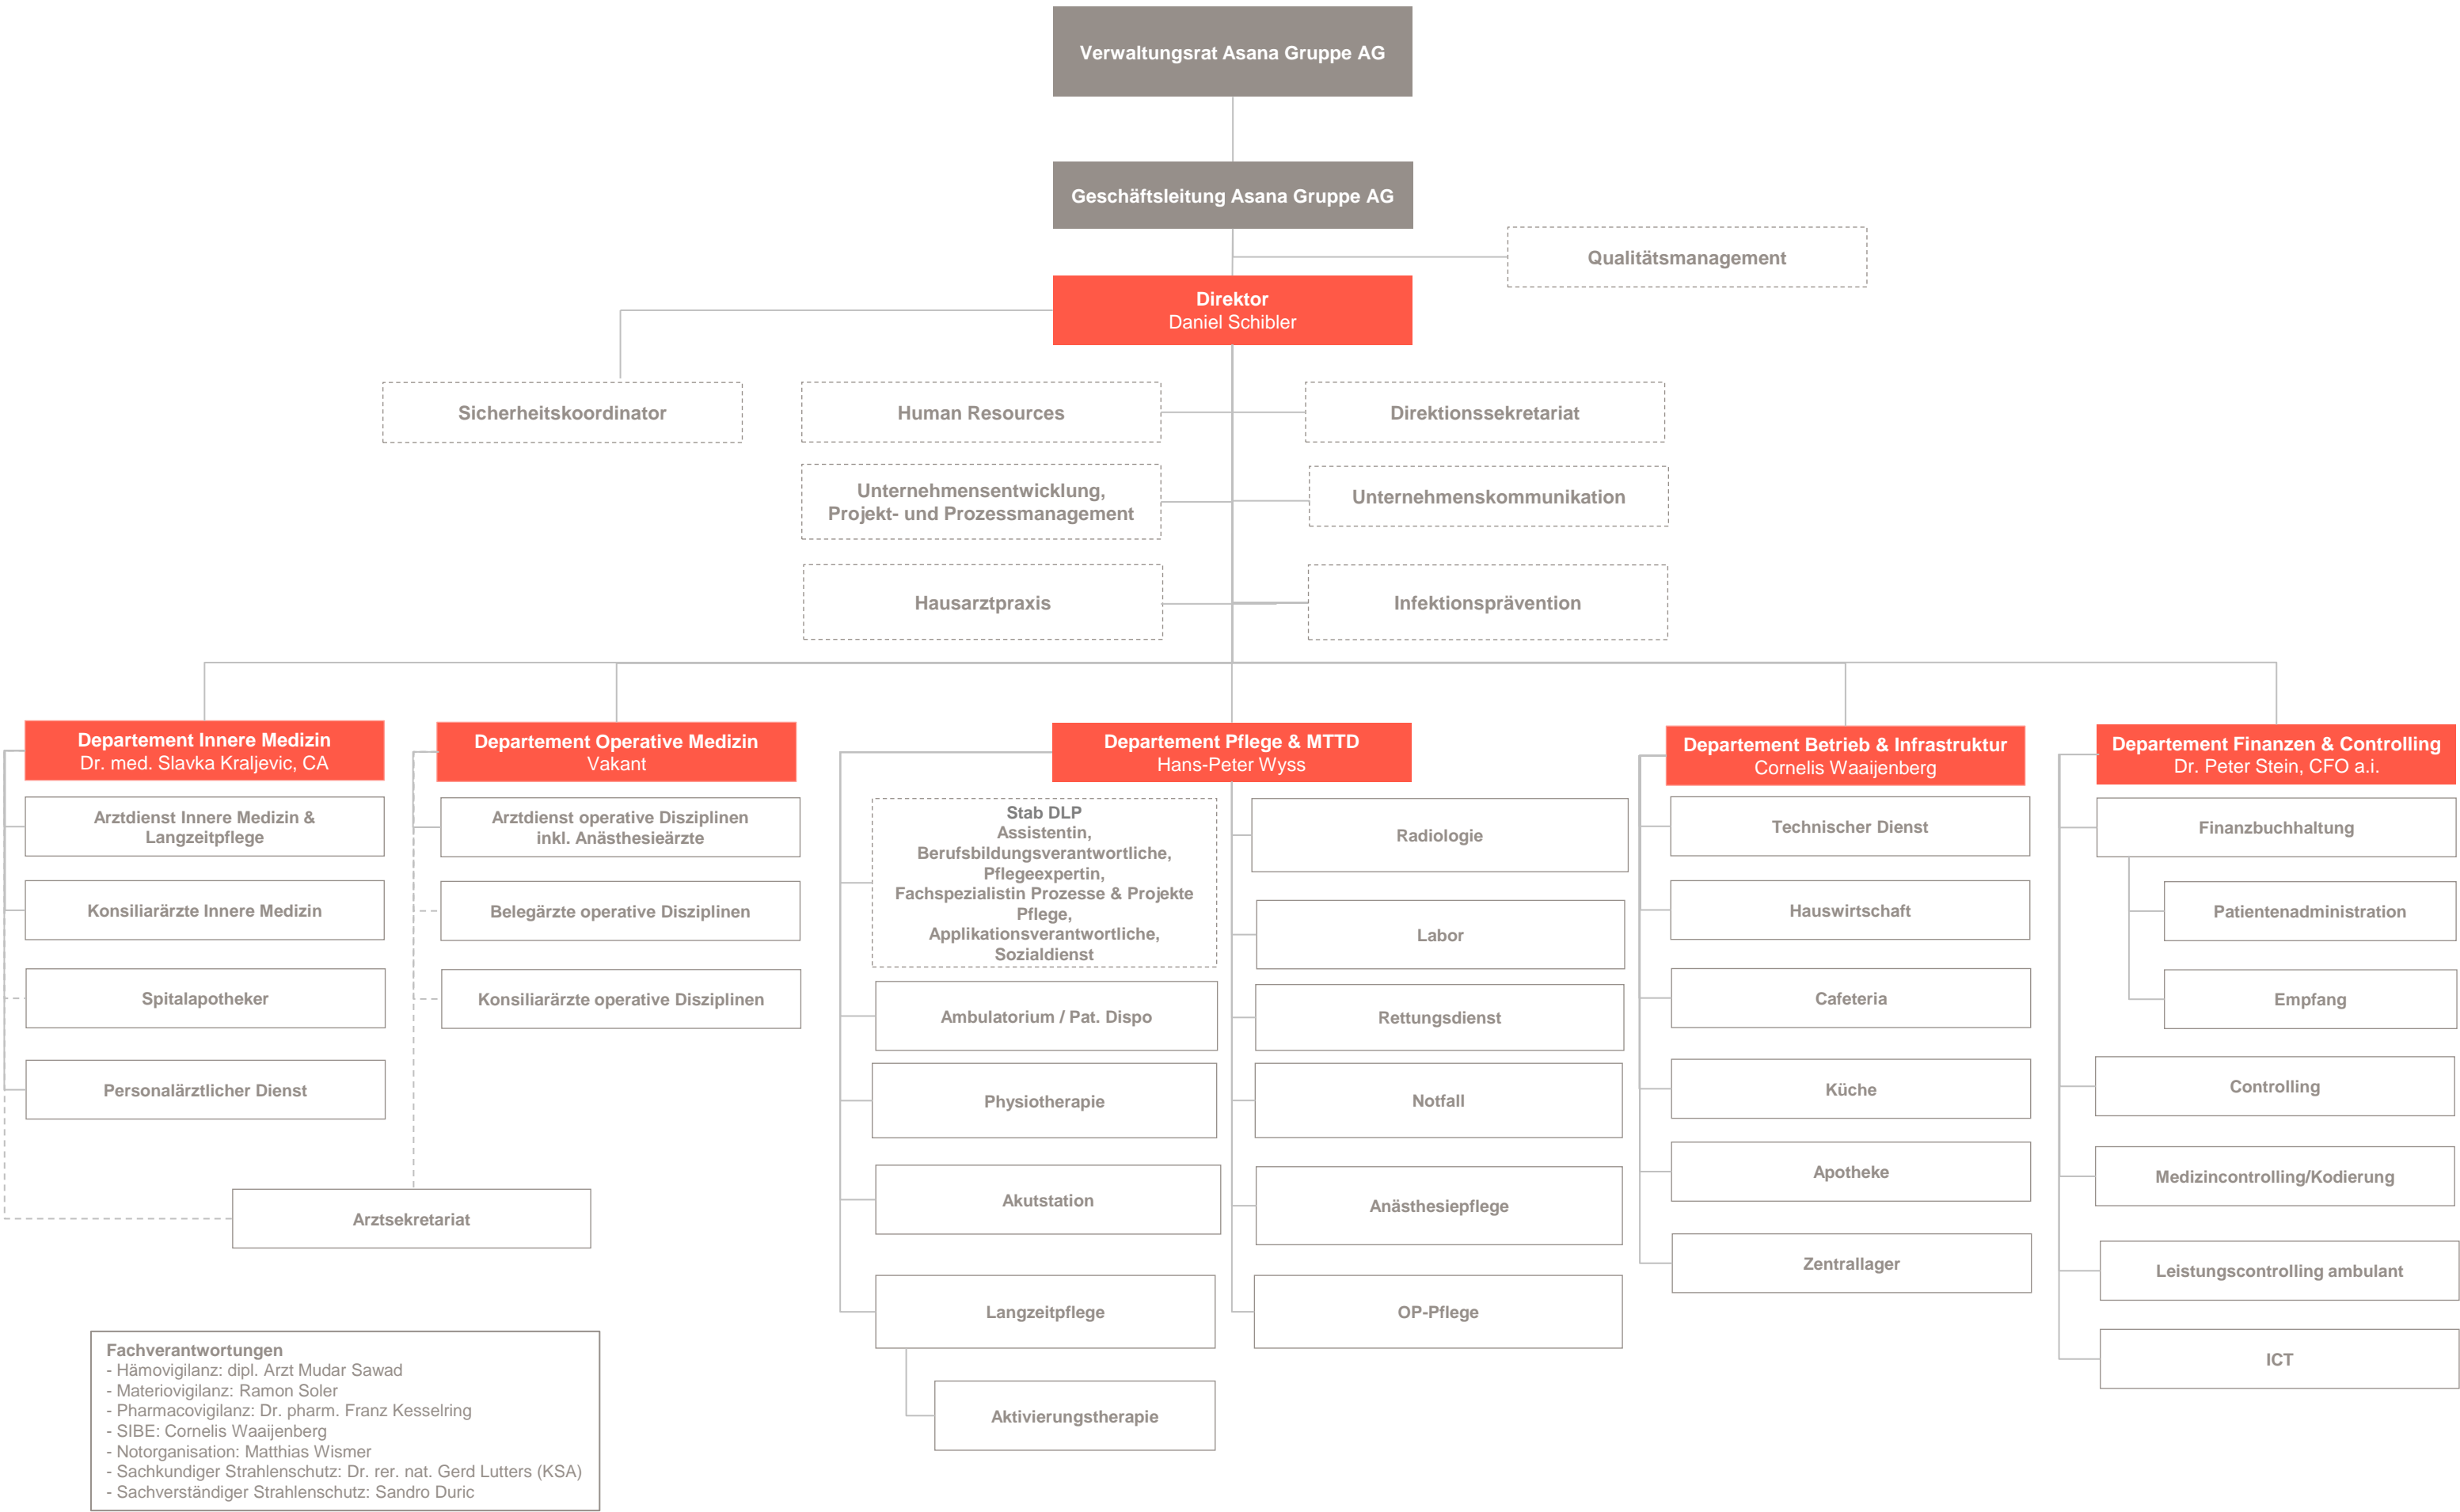 Verwaltungsrat Asana Gruppe AG
Geschäftsleitung Asana Gruppe AG
Qualitätsmanagement
Direktor
Daniel Schibler
Sicherheitskoordinator
Human Resources
Direktionssekretariat
Unternehmensentwicklung,
Projekt- und Prozessmanagement
Unternehmenskommunikation
Hausarztpraxis
Infektionsprävention
Departement Innere Medizin
Dr. med. Slavka Kraljevic, CA
Arztdienst Innere Medizin &
Langzeitpflege
Konsiliarärzte Innere Medizin
Spitalapotheker
Personalärztlicher Dienst
Departement Operative Medizin
Vakant
Arztdienst operative Disziplinen
inkl. Anästhesieärzte
Belegärzte operative Disziplinen
Konsiliarärzte operative Disziplinen
Arztsekretariat
Departement Pflege & MTTD
Hans-Peter Wyss
Stab DLP
Assistentin,
Berufsbildungsverantwortliche,
Pflegeexpertin,
Fachspezialistin Prozesse & Projekte
Pflege,
Applikationsverantwortliche,
Sozialdienst
Ambulatorium / Pat. Dispo
Physiotherapie
Akutstation
Langzeitpflege
Aktivierungstherapie
Radiologie
Labor
Rettungsdienst
Notfall
Anästhesiepflege
OP-Pflege
Departement Betrieb & Infrastruktur
Cornelis Waaijenberg
Technischer Dienst
Hauswirtschaft
Cafeteria
Küche
Apotheke
Zentrallager
Departement Finanzen & Controlling
Dr. Peter Stein, CFO a.i.
Finanzbuchhaltung
Patientenadministration
Empfang
Controlling
Medizincontrolling/Kodierung
Leistungscontrolling ambulant
ICT
Fachverantwortungen
- Hämovigilanz: dipl. Arzt Mudar Sawad
- Materiovigilanz: Ramon Soler
- Pharmacovigilanz: Dr. pharm. Franz Kesselring
- SIBE: Cornelis Waaijenberg
- Notorganisation: Matthias Wismer
- Sachkundiger Strahlenschutz: Dr. rer. nat. Gerd Lutters (KSA)
- Sachverständiger Strahlenschutz: Sandro Duric